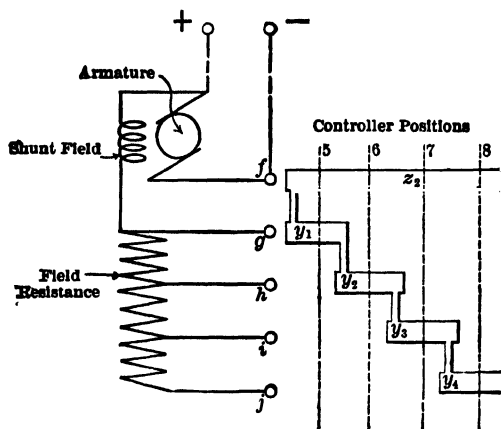 + −
Armature
Shunt Field
Controller Positions
5 6 7 8
f
z2
g
y1
h
y2
Field
Resistance
i
y3
j
y4